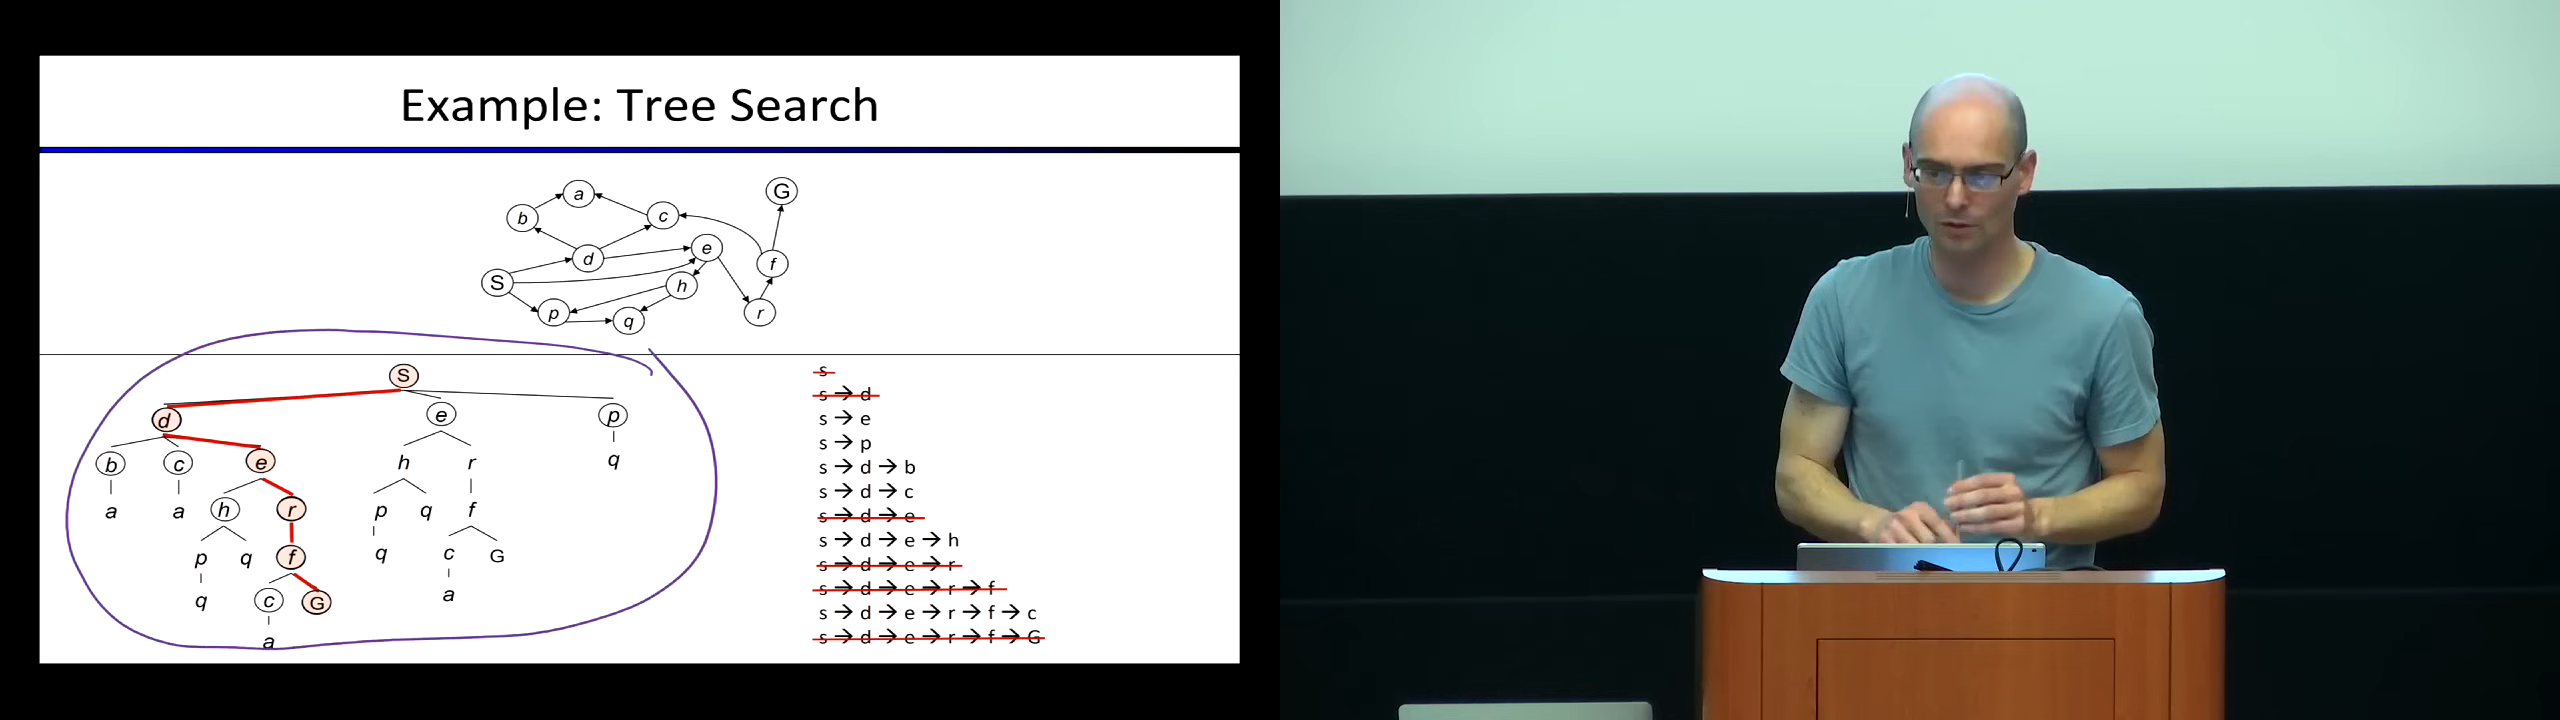 Example: Tree Search
a
G
b
c
e
d
f
S
h
p
q
r
S
d e p
b c e h r q
a a h r p q f
p q f q c G
q c G a
a
s
s → d
s → e
s → p
s → d → b
s → d → c
s → d → e
s → d → e → h
s → d → e → r
s → d → e → r → f
s → d → e → r → f → c
s → d → e → r → f → G